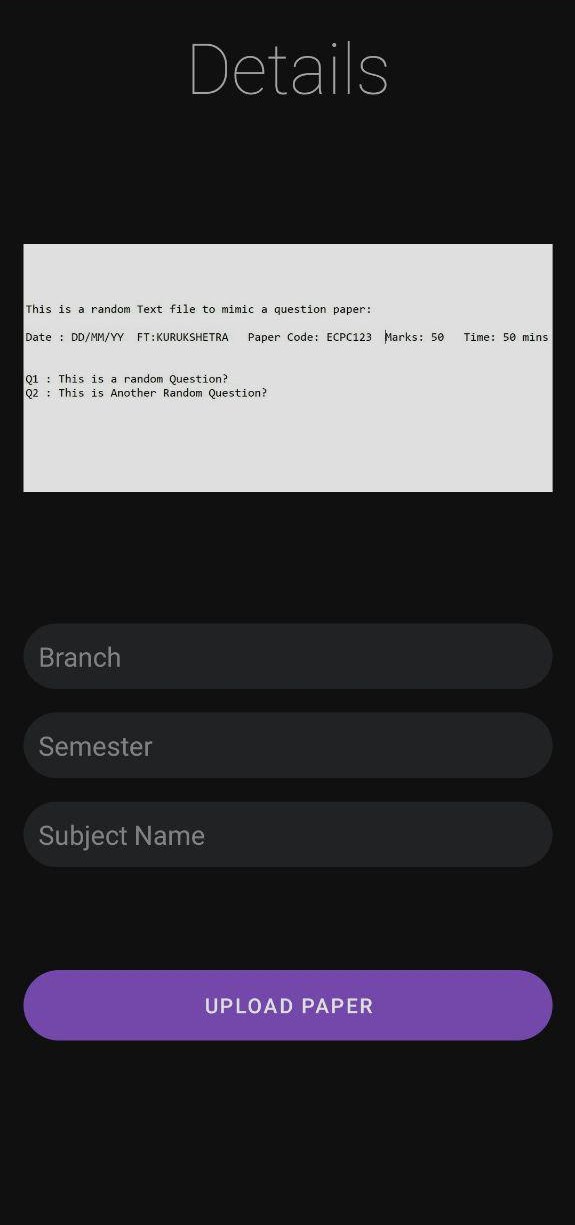 Details
This is a random Text file to mimic a question paper:
Date : DD/MM/YY  FT:KURUKSHETRA   Paper Code: ECPC123  Marks: 50   Time: 50 mins
Q1 : This is a random Question?
Q2 : This is Another Random Question?
Branch
Semester
Subject Name
UPLOAD PAPER